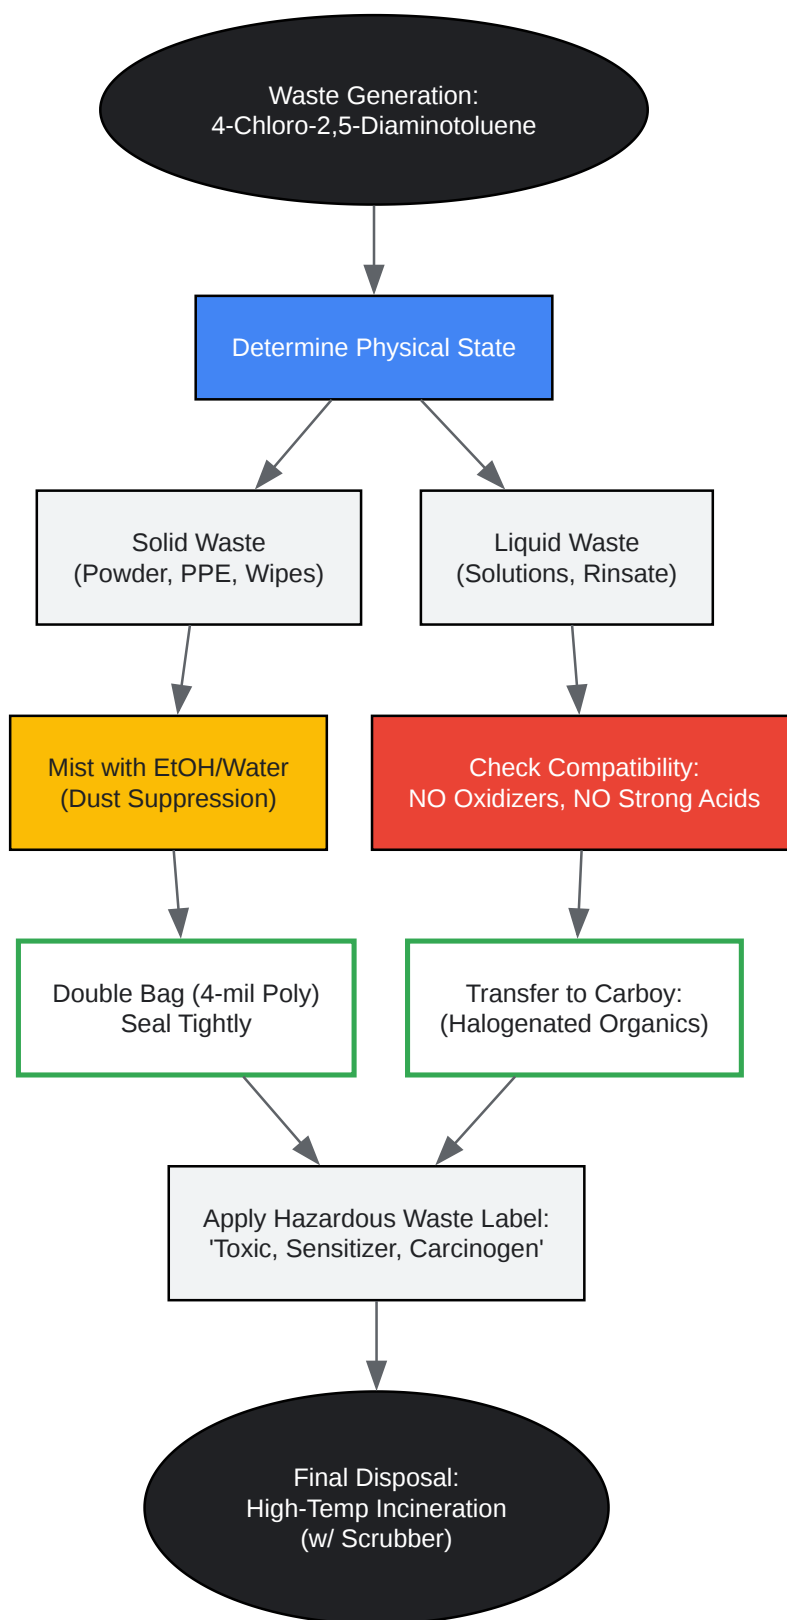 Waste Generation:
4-Chloro-2,5-Diaminotoluene
Determine Physical State
Solid Waste
(Powder, PPE, Wipes)
Liquid Waste
(Solutions, Rinsate)
Mist with EtOH/Water
(Dust Suppression)
Check Compatibility:
NO Oxidizers, NO Strong Acids
Double Bag (4-mil Poly)
Seal Tightly
Transfer to Carboy:
(Halogenated Organics)
Apply Hazardous Waste Label:
'Toxic, Sensitizer, Carcinogen'
Final Disposal:
High-Temp Incineration
(w/ Scrubber)